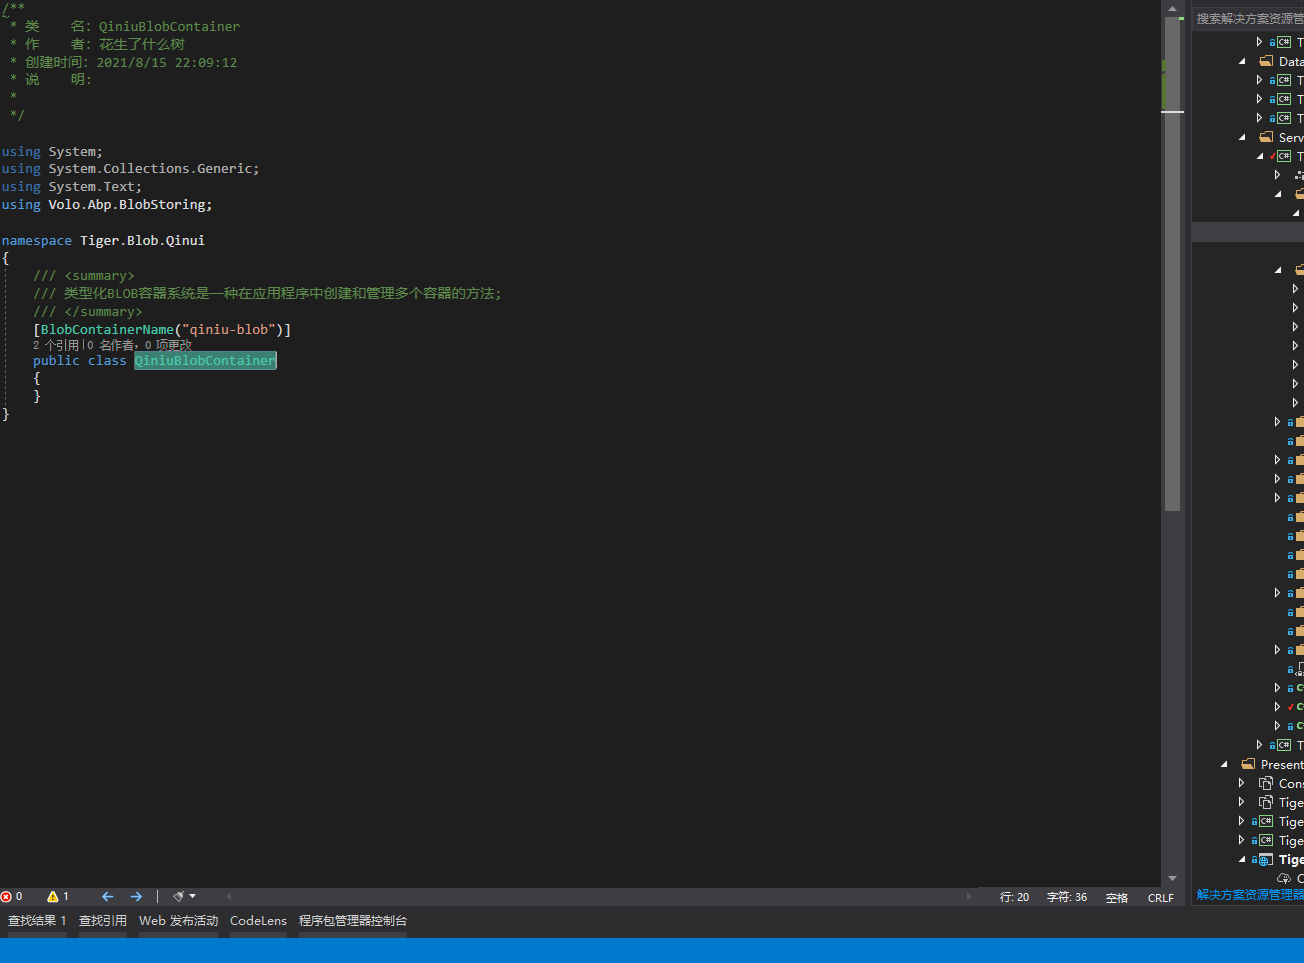 /**
 * 类    名：QiniuBlobContainer
 * 作    者：花生了什么树
 * 创建时间：2021/8/15 22:09:12
 * 说    明：
 *
 */
using System;
using System.Collections.Generic;
using System.Text;
using Volo.Abp.BlobStoring;
namespace Tiger.Blob.Qinui
{
    /// <summary>
    /// 类型化BLOB容器系统是一种在应用程序中创建和管理多个容器的方法;
    /// </summary>
    [BlobContainerName("qiniu-blob")]
    2 个引用|0 名作者，0 项更改
    public class QiniuBlobContainer
    {
    }
}
0 1 行: 20 字符: 36 空格 CRLF
查找结果 1 查找引用 Web 发布活动 CodeLens 程序包管理器控制台
搜索解决方案资源管
C# T
Data
C# T
C# T
C# T
Serv
C# T
C# T
Present
Cons
Tige
C# Tige
C# Tige
Tige
C
解决方案资源管理器